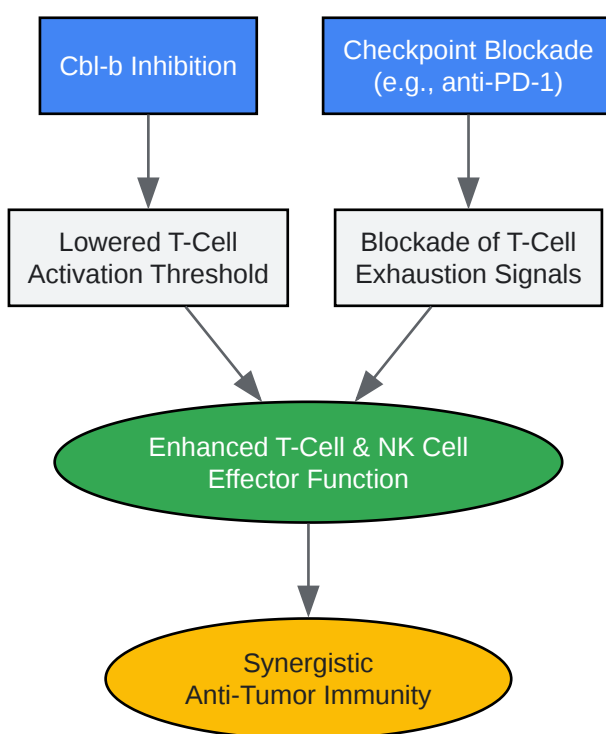 Cbl-b Inhibition
Checkpoint Blockade
(e.g., anti-PD-1)
Lowered T-Cell
Activation Threshold
Blockade of T-Cell
Exhaustion Signals
Enhanced T-Cell & NK Cell
Effector Function
Synergistic
Anti-Tumor Immunity